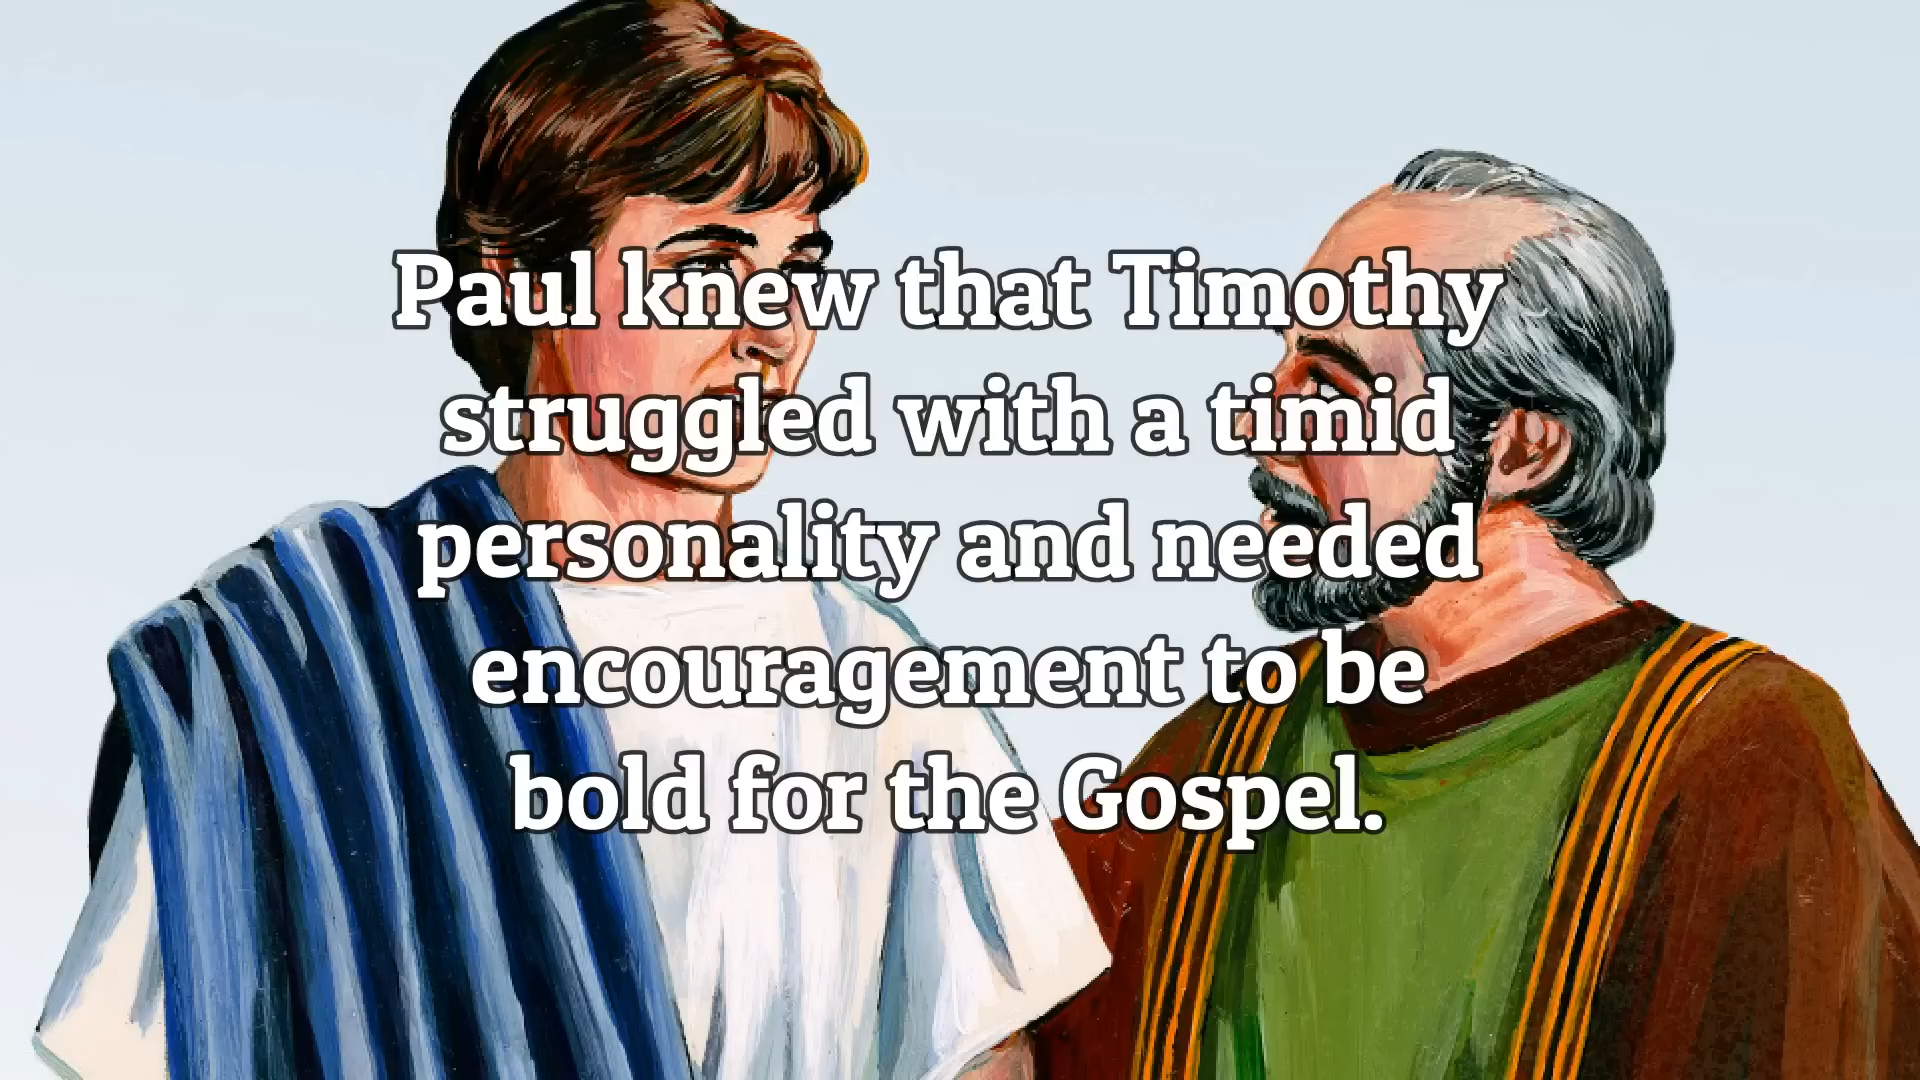 Paul knew that Timothy
struggled with a timid
personality and needed
encouragement to be
bold for the Gospel.